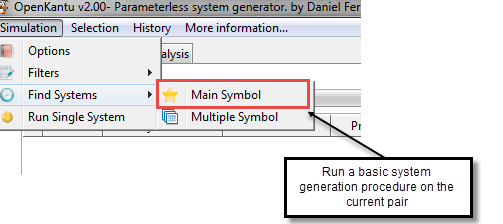 OpenKantu v2.00- Parameterless system generator. by Daniel Fer
Simulation Selection History More information...
Options
alysis
Filters
Find Systems
Main Symbol
Run Single System
Multiple Symbol
Run a basic system
generation procedure on the
current pair